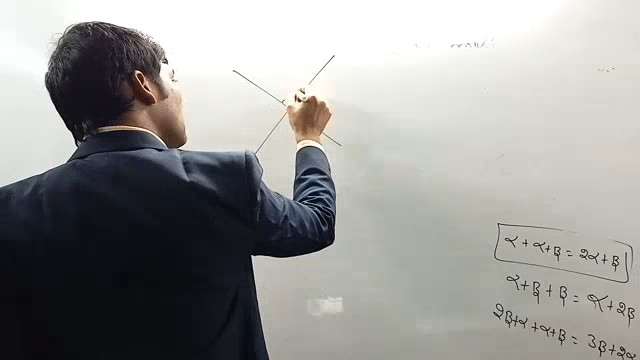 α + α + β = 2α + β
α + β + β = α + 2β
2β + α + α + β = 3β + 2α